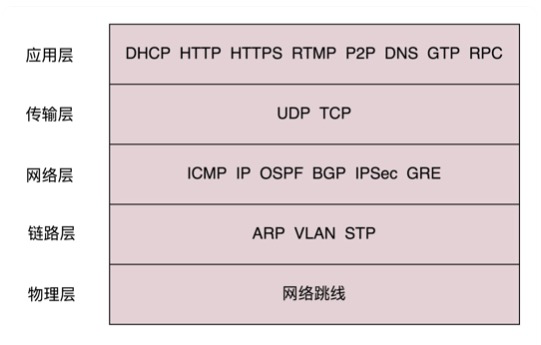 应用层 DHCP HTTP HTTPS RTMP P2P DNS GTP RPC
传输层 UDP TCP
网络层 ICMP IP OSPF BGP IPSec GRE
链路层 ARP VLAN STP
物理层 网络跳线